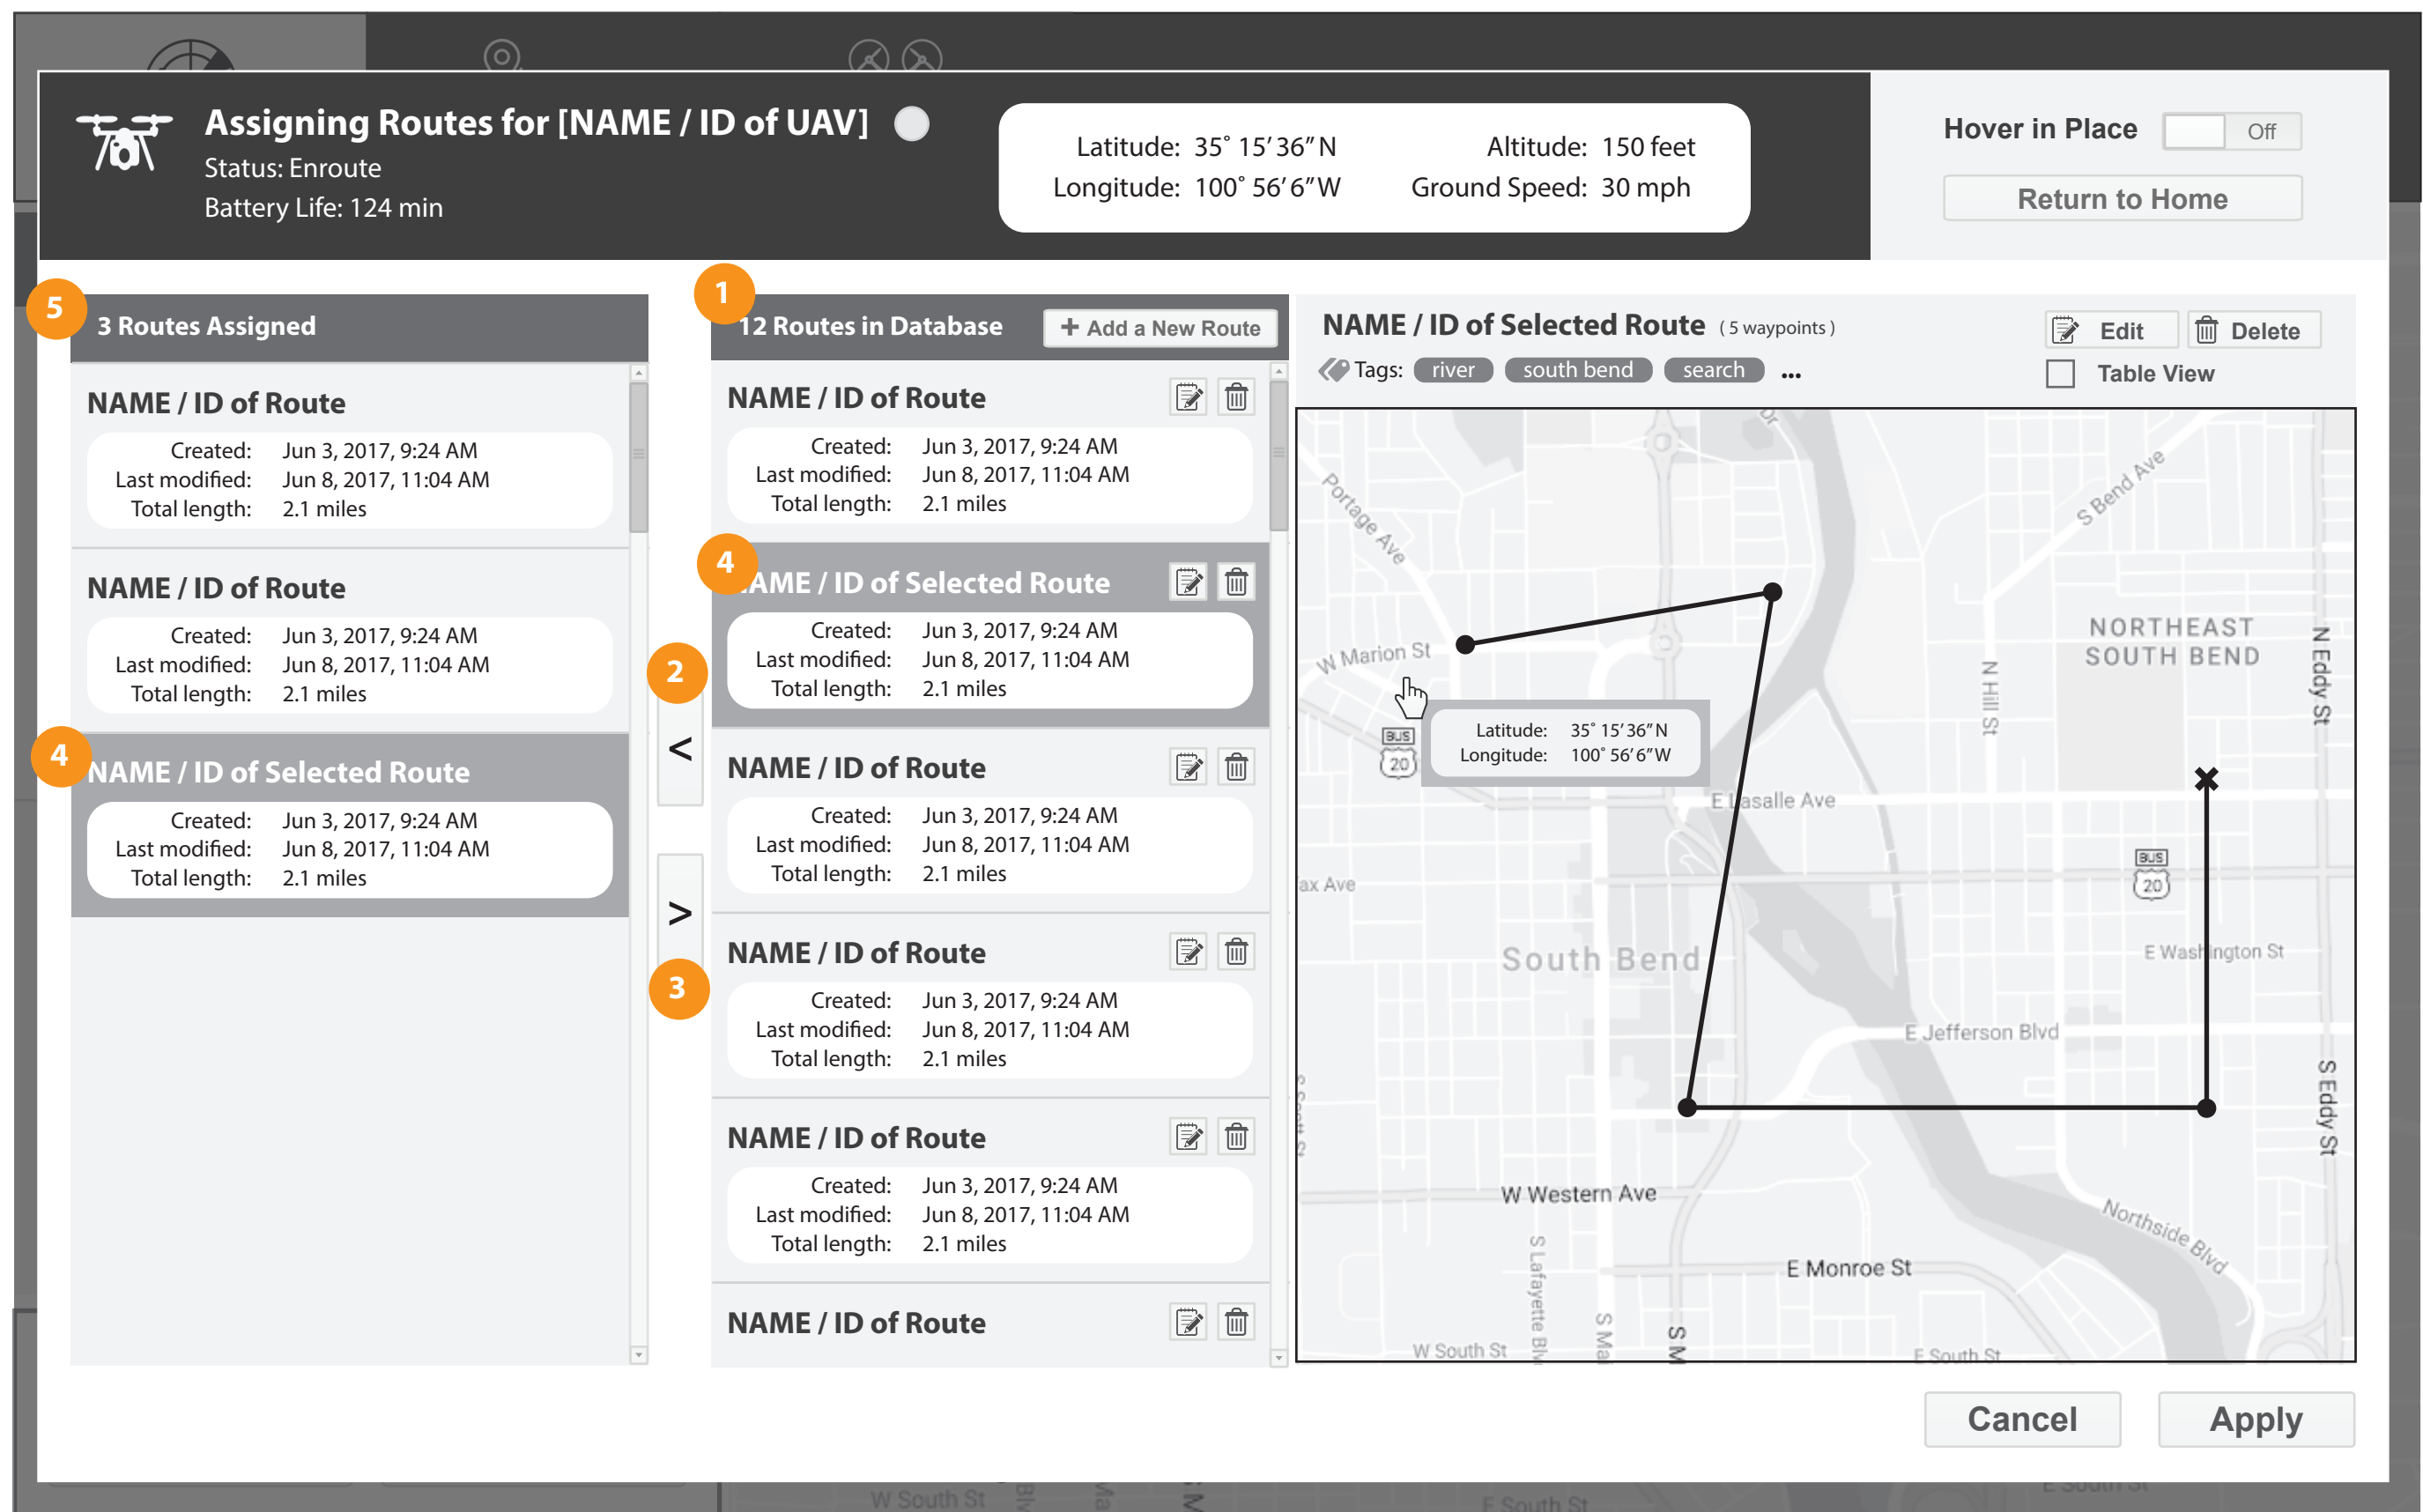 Assigning Routes for [NAME / ID of UAV]
Status: Enroute
Battery Life: 124 min
Latitude: 35° 15′ 36″ N
Longitude: 100° 56′ 6″ W
Altitude: 150 feet
Ground Speed: 30 mph
Hover in Place Off
Return to Home
5
3 Routes Assigned
NAME / ID of Route
Created: Jun 3, 2017, 9:24 AM
Last modified: Jun 8, 2017, 11:04 AM
Total length: 2.1 miles
NAME / ID of Route
Created: Jun 3, 2017, 9:24 AM
Last modified: Jun 8, 2017, 11:04 AM
Total length: 2.1 miles
4
NAME / ID of Selected Route
Created: Jun 3, 2017, 9:24 AM
Last modified: Jun 8, 2017, 11:04 AM
Total length: 2.1 miles
2
<
>
3
1
12 Routes in Database
+ Add a New Route
NAME / ID of Route
Created: Jun 3, 2017, 9:24 AM
Last modified: Jun 8, 2017, 11:04 AM
Total length: 2.1 miles
4
NAME / ID of Selected Route
Created: Jun 3, 2017, 9:24 AM
Last modified: Jun 8, 2017, 11:04 AM
Total length: 2.1 miles
NAME / ID of Route
Created: Jun 3, 2017, 9:24 AM
Last modified: Jun 8, 2017, 11:04 AM
Total length: 2.1 miles
NAME / ID of Route
Created: Jun 3, 2017, 9:24 AM
Last modified: Jun 8, 2017, 11:04 AM
Total length: 2.1 miles
NAME / ID of Route
Created: Jun 3, 2017, 9:24 AM
Last modified: Jun 8, 2017, 11:04 AM
Total length: 2.1 miles
NAME / ID of Route
NAME / ID of Selected Route ( 5 waypoints )
Edit
Delete
Tags: river south bend search ...
Table View
Dr
Portage Ave
S Bend Ave
NORTHEAST
SOUTH BEND
N Eddy St
W Marion St
N Hill St
BUS
20
Latitude: 35° 15′ 36″ N
Longitude: 100° 56′ 6″ W
E Lasalle Ave
BUS
20
ax Ave
South Bend
E Washington St
E Jefferson Blvd
S Eddy St
W Western Ave
Northside Blvd
S Lafayette Blv
E Monroe St
S Mai
S M
W South St
E South St
Cancel
Apply
W South St
Blv
Ma
S M
E South St
E South St